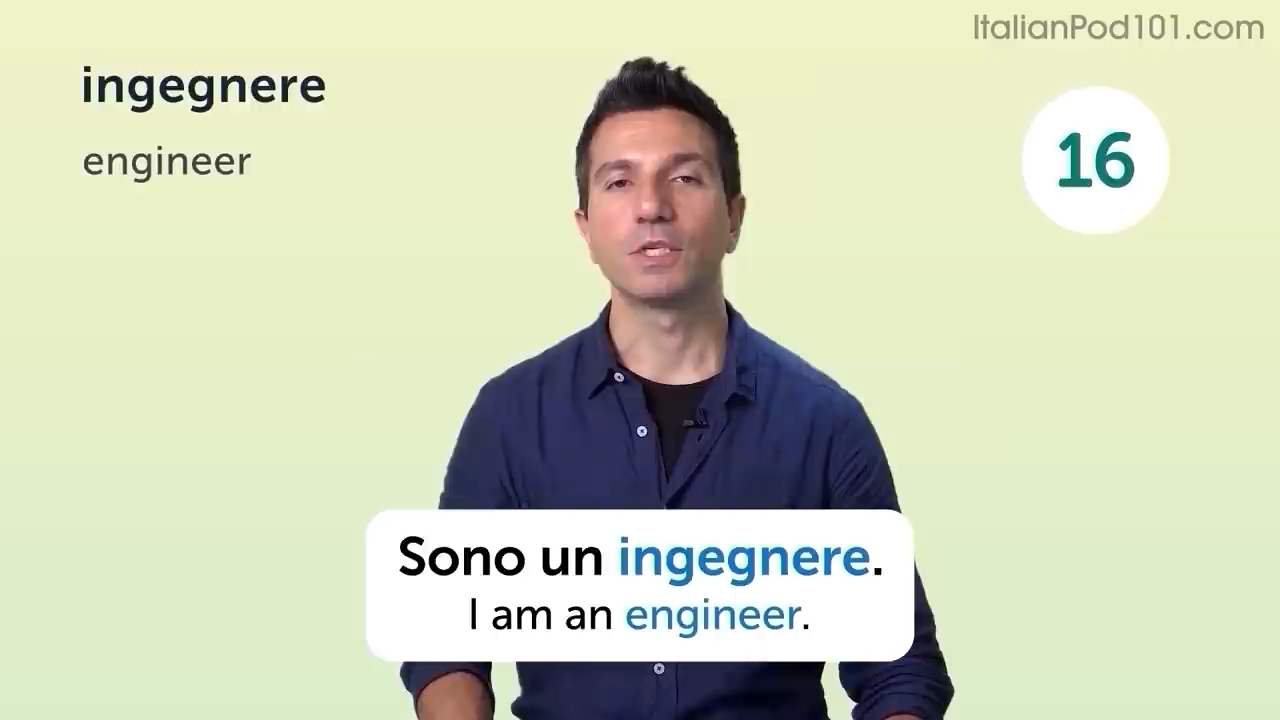 ItalianPod101.com
ingegnere
engineer
16
Sono un ingegnere.
I am an engineer.